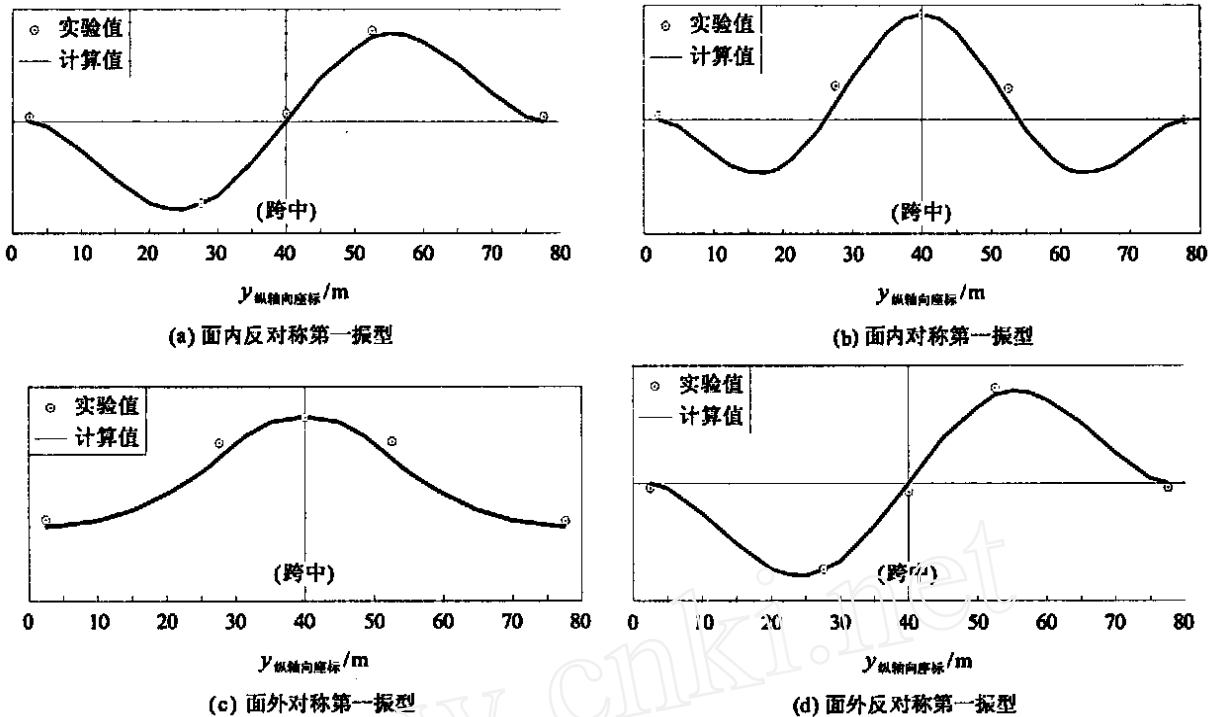 实验值
计算值
(跨中)
0 10 20 30 40 50 60 70 80
y纵轴向座标/m
(a) 面内反对称第一振型
实验值
计算值
(跨中)
0 10 20 30 40 50 60 70 80
y纵轴向座标/m
(b) 面内对称第一振型
实验值
计算值
(跨中)
0 10 20 30 40 50 60 70 80
y纵轴向座标/m
(c) 面外对称第一振型
实验值
计算值
(跨中)
0 10 20 30 40 50 60 70 80
y纵轴向座标/m
(d) 面外反对称第一振型
www.cnki.net